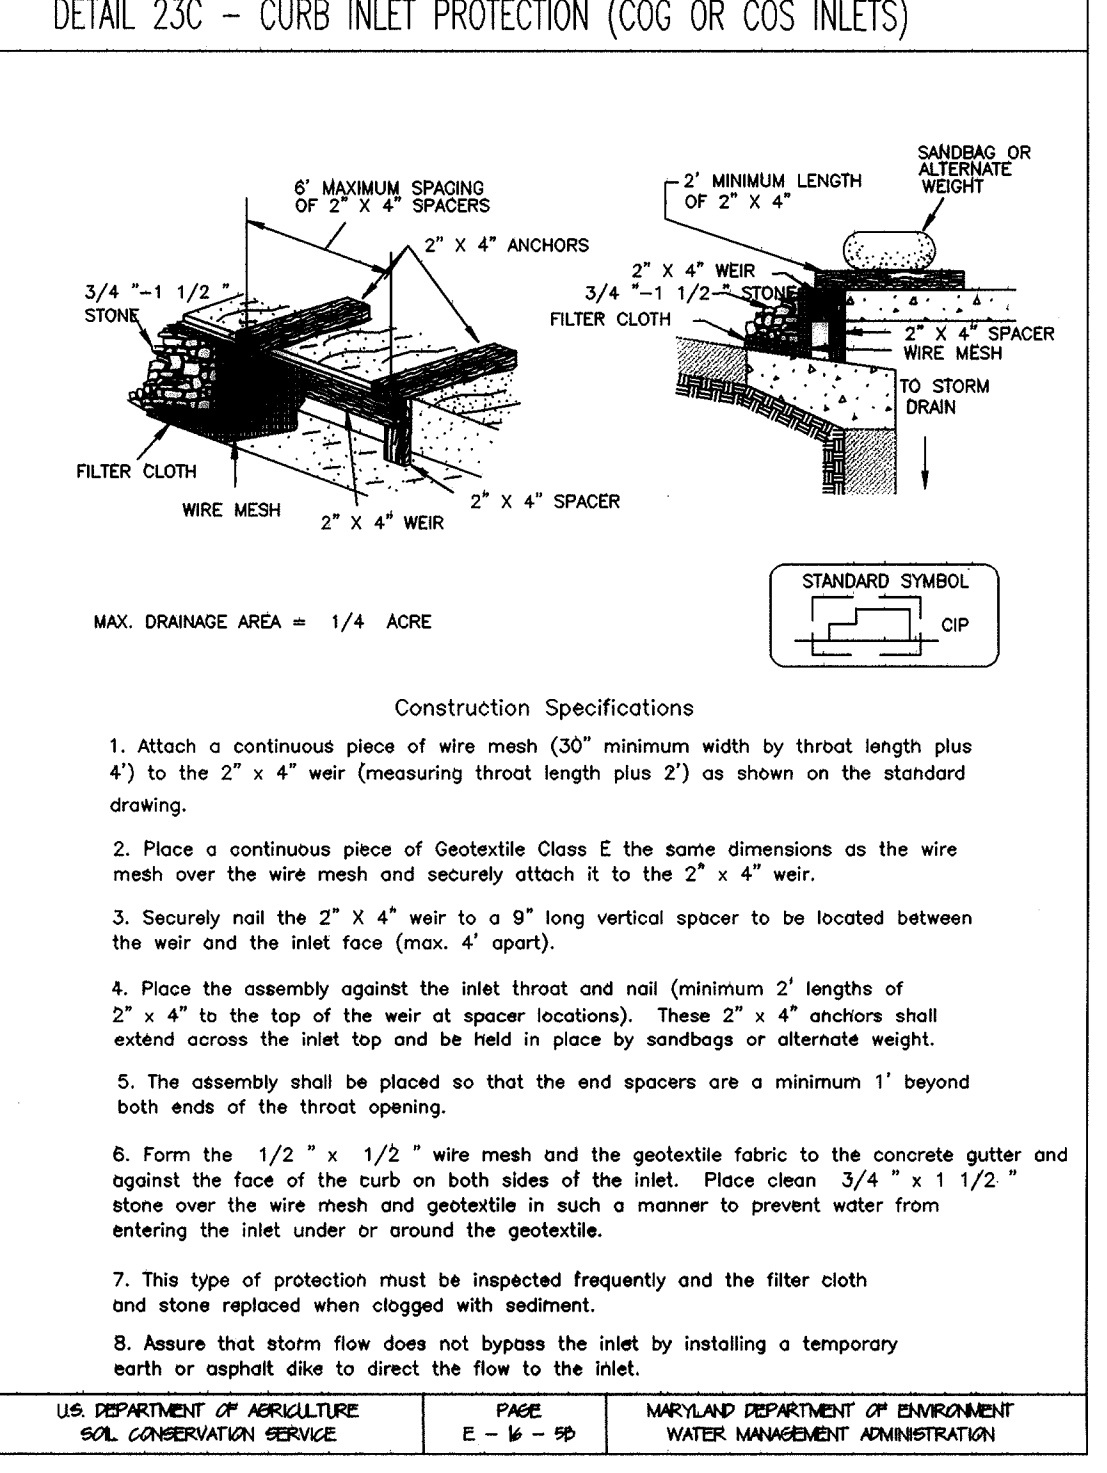 DETAIL 23C – CURB INLET PROTECTION (COG OR COS INLETS)
6' MAXIMUM SPACING
OF 2" X 4" SPACERS
2" X 4" ANCHORS
3/4 "–1 1/2 "
STONE
FILTER CLOTH
WIRE MESH
2" X 4" WEIR
2" X 4" SPACER
SANDBAG OR
ALTERNATE
WEIGHT
2' MINIMUM LENGTH
OF 2" X 4"
2" X 4" WEIR
3/4 "–1 1/2 " STONE
FILTER CLOTH
2" X 4" SPACER
WIRE MESH
TO STORM
DRAIN
MAX. DRAINAGE AREA = 1/4 ACRE
STANDARD SYMBOL
CIP
Construction Specifications
1. Attach a continuous piece of wire mesh (30" minimum width by throat length plus
4') to the 2" x 4" weir (measuring throat length plus 2') as shown on the standard
drawing.
2. Place a continuous piece of Geotextile Class E the same dimensions as the wire
mesh over the wire mesh and securely attach it to the 2" x 4" weir.
3. Securely nail the 2" X 4" weir to a 9" long vertical spacer to be located between
the weir and the inlet face (max. 4' apart).
4. Place the assembly against the inlet throat and nail (minimum 2' lengths of
2" x 4" to the top of the weir at spacer locations). These 2" x 4" anchors shall
extend across the inlet top and be held in place by sandbags or alternate weight.
5. The assembly shall be placed so that the end spacers are a minimum 1' beyond
both ends of the throat opening.
6. Form the 1/2 " x 1/2 " wire mesh and the geotextile fabric to the concrete gutter and
against the face of the curb on both sides of the inlet. Place clean 3/4 " x 1 1/2 "
stone over the wire mesh and geotextile in such a manner to prevent water from
entering the inlet under or around the geotextile.
7. This type of protection must be inspected frequently and the filter cloth
and stone replaced when clogged with sediment.
8. Assure that storm flow does not bypass the inlet by installing a temporary
earth or asphalt dike to direct the flow to the inlet.
U.S. DEPARTMENT OF AGRICULTURE
SOIL CONSERVATION SERVICE
PAGE
E – 16 – 5B
MARYLAND DEPARTMENT OF ENVIRONMENT
WATER MANAGEMENT ADMINISTRATION